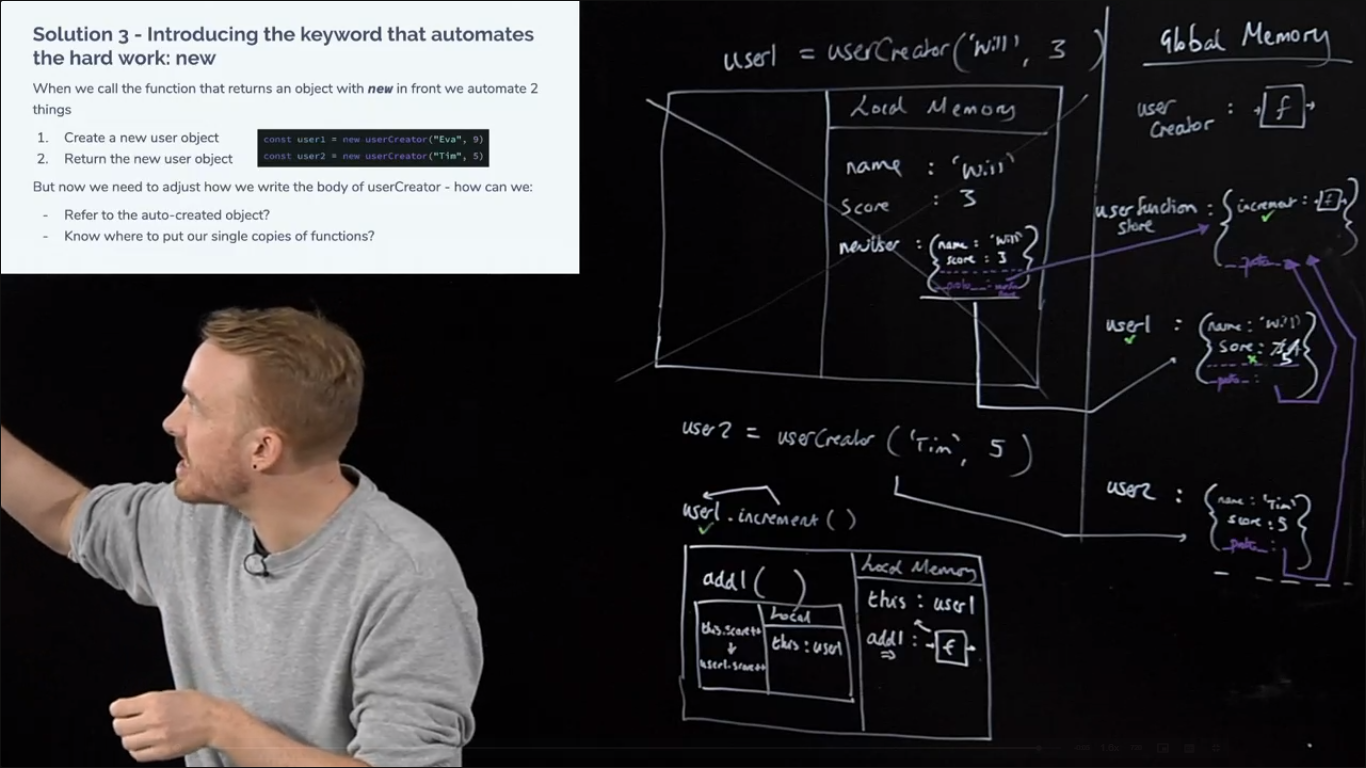 Solution 3 - Introducing the keyword that automates
the hard work: new
When we call the function that returns an object with new in front we automate 2
things
1. Create a new user object
2. Return the new user object
const user1 = new userCreator("Eva", 9)
const user2 = new userCreator("Tim", 5)
But now we need to adjust how we write the body of userCreator - how can we:
- Refer to the auto-created object?
- Know where to put our single copies of functions?
user1 = userCreator('Will', 3)
Local Memory
name : 'Will'
score : 3
newUser : {name : 'Will'
score : 3
__proto__ :
Global Memory
user
Creator : f
user function
store : {increment : f
__proto__
user1 : {name : 'Will'
score : 5
__proto__ :
user2 = userCreator ('Tim', 5)
user2 : {name : 'Tim'
score : 5
__proto__ :
user1.increment()
add1( )
Local
this.score++
user1.score++
this : user1
Local Memory
this : user1
add1 : f
1.6x